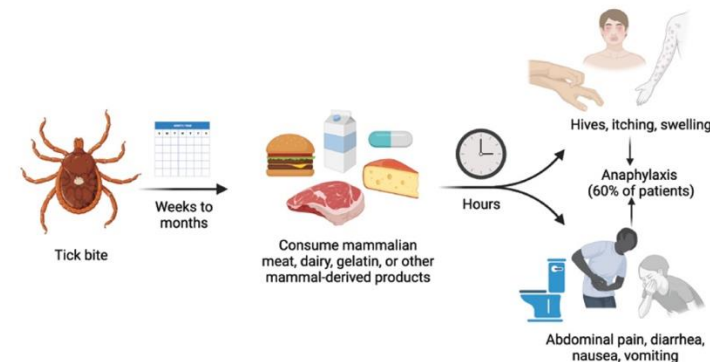 Tick bite
Weeks to
months
Consume mammalian
meat, dairy, gelatin, or other
mammal-derived products
Hours
Hives, itching, swelling
Anaphylaxis
(60% of patients)
Abdominal pain, diarrhea,
nausea, vomiting